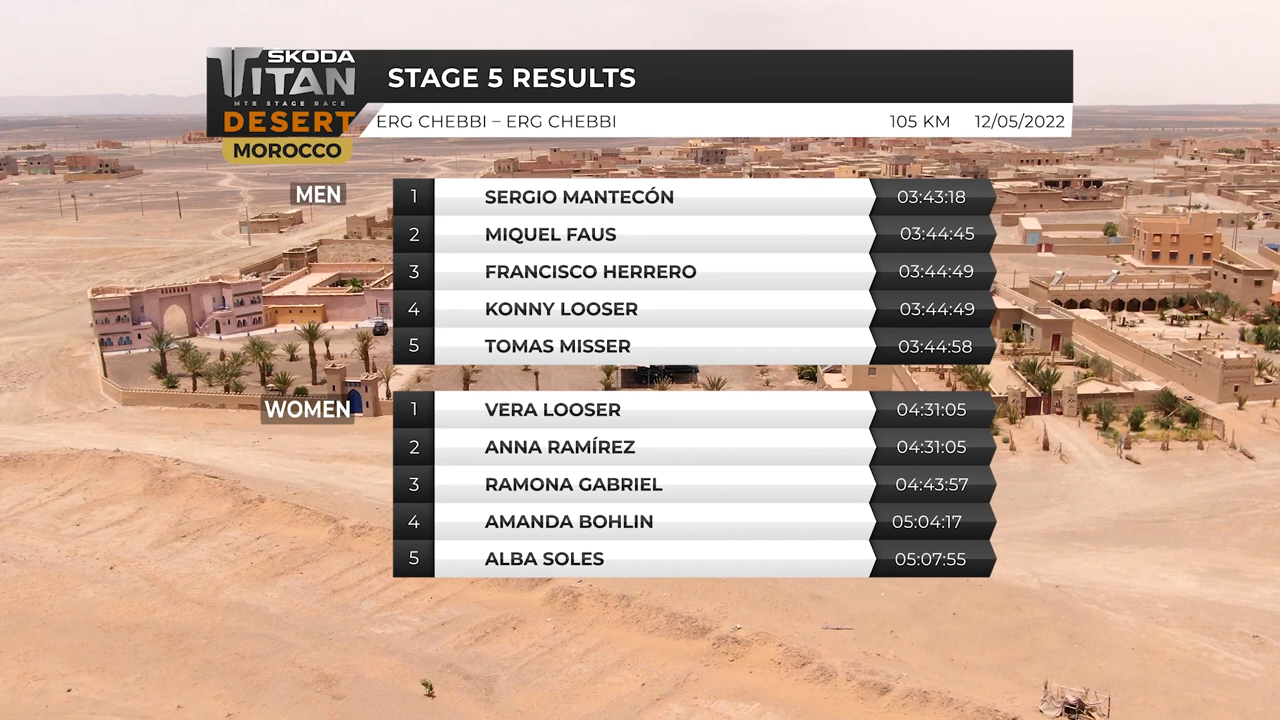 ŠKODA
TITAN
MTB STAGE RACE
DESERT
MOROCCO
STAGE 5 RESULTS
ERG CHEBBI – ERG CHEBBI 105 KM 12/05/2022
MEN
1 SERGIO MANTECÓN 03:43:18
2 MIQUEL FAUS 03:44:45
3 FRANCISCO HERRERO 03:44:49
4 KONNY LOOSER 03:44:49
5 TOMAS MISSER 03:44:58
WOMEN
1 VERA LOOSER 04:31:05
2 ANNA RAMÍREZ 04:31:05
3 RAMONA GABRIEL 04:43:57
4 AMANDA BOHLIN 05:04:17
5 ALBA SOLES 05:07:55